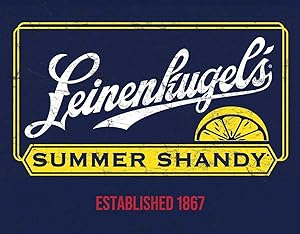 Leinenkugel's
SUMMER SHANDY
ESTABLISHED 1867